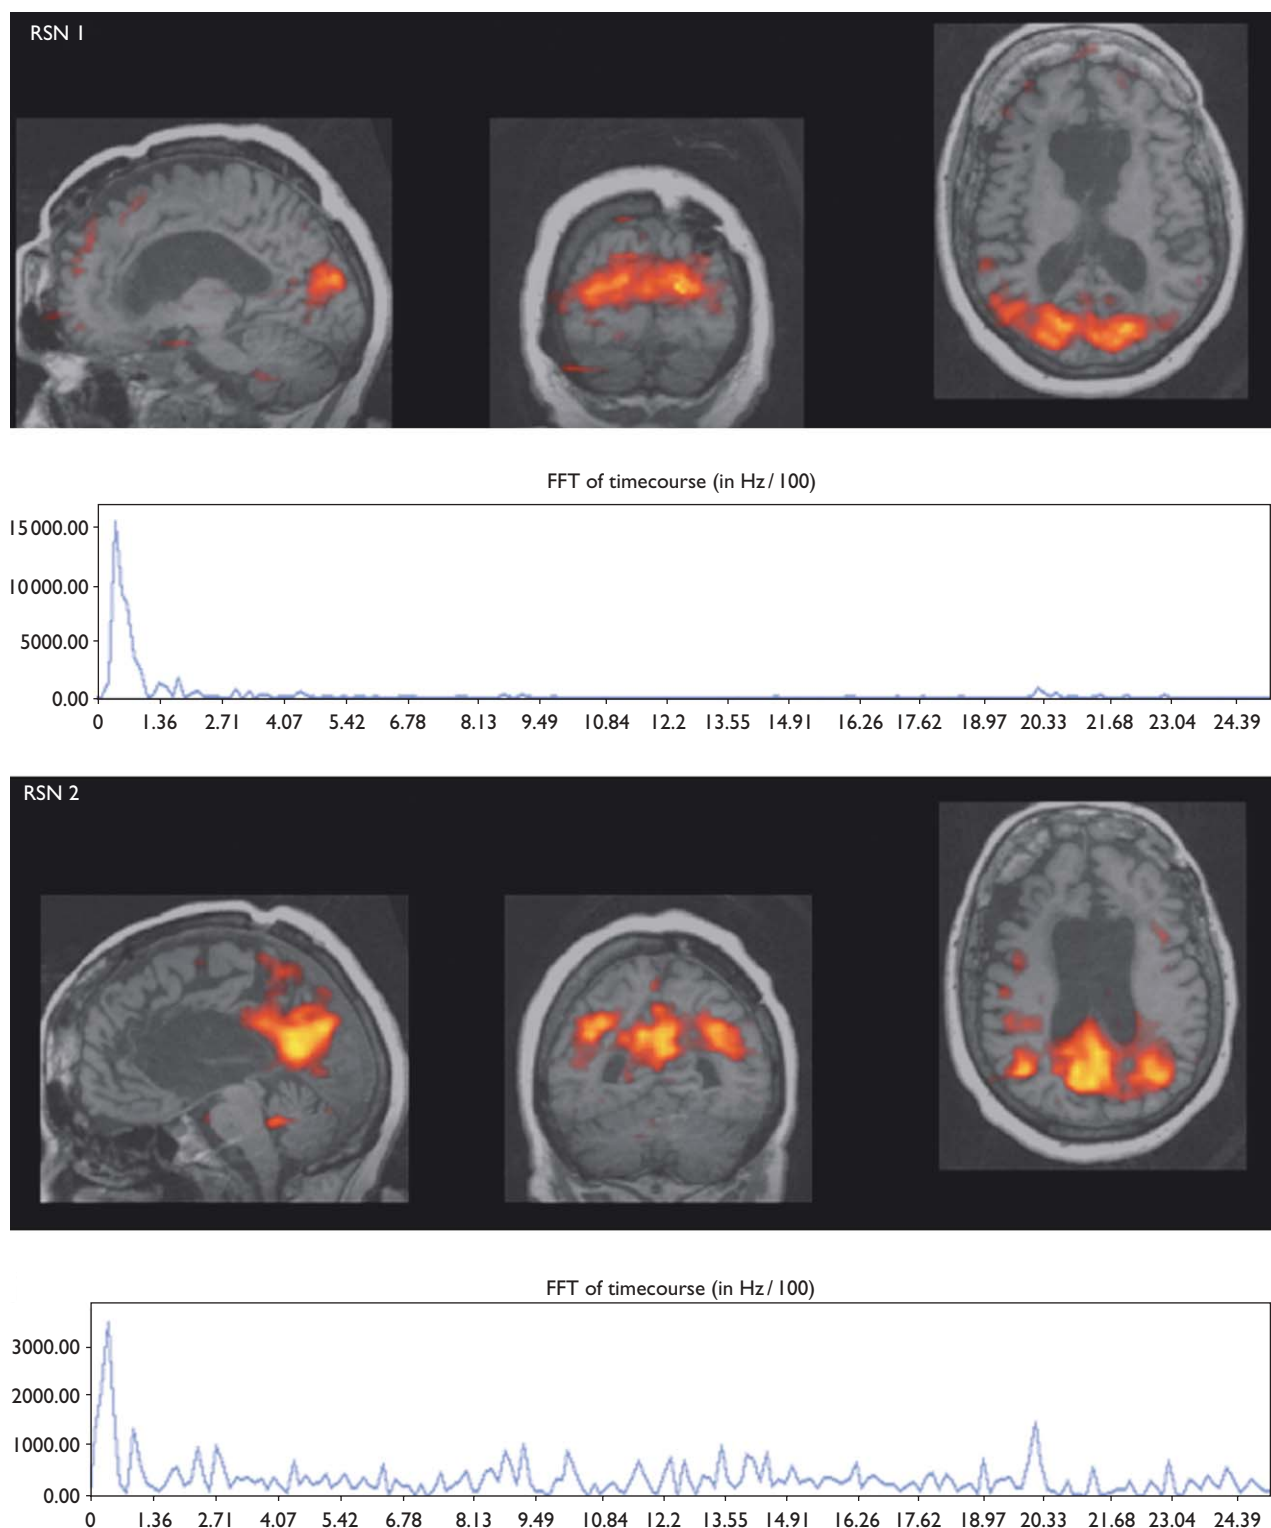 RSN 1
FFT of timecourse (in Hz / 100)
15000.00
10000.00
5000.00
0.00
0 1.36 2.71 4.07 5.42 6.78 8.13 9.49 10.84 12.2 13.55 14.91 16.26 17.62 18.97 20.33 21.68 23.04 24.39
RSN 2
FFT of timecourse (in Hz / 100)
3000.00
2000.00
1000.00
0.00
0 1.36 2.71 4.07 5.42 6.78 8.13 9.49 10.84 12.2 13.55 14.91 16.26 17.62 18.97 20.33 21.68 23.04 24.39